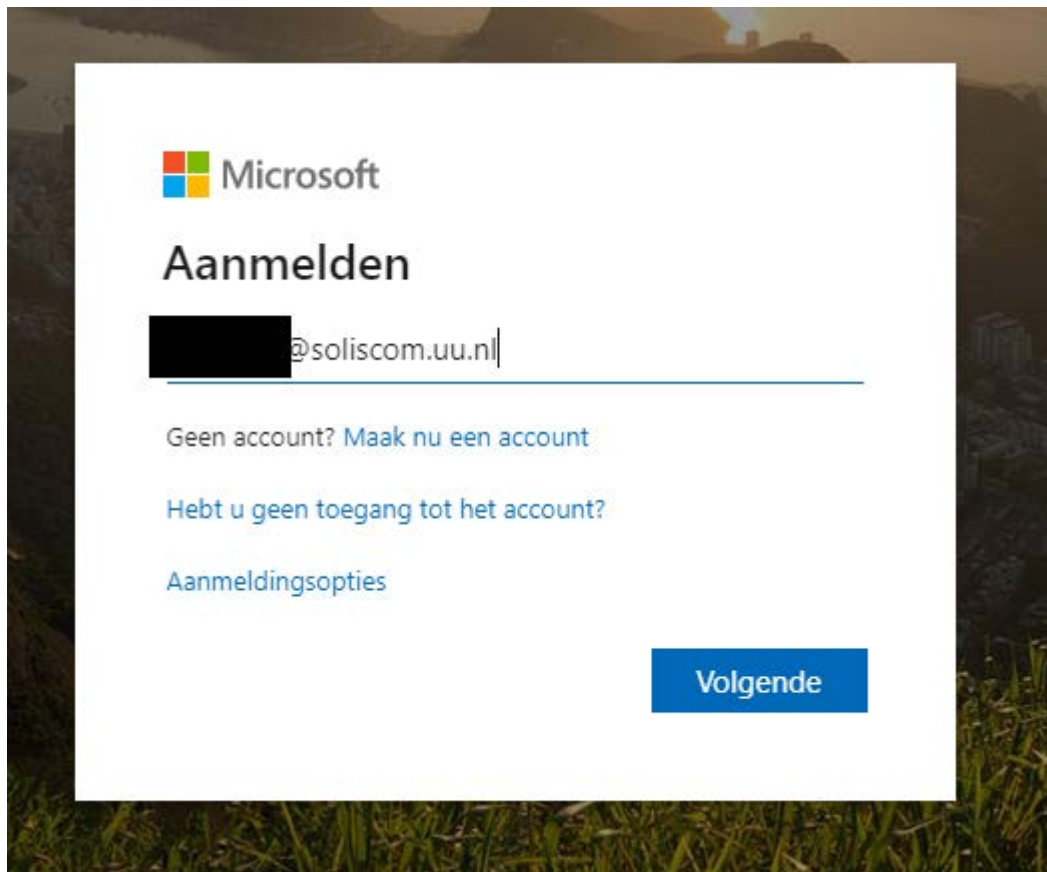 Microsoft
Aanmelden
@soliscom.uu.nl
Geen account? Maak nu een account
Hebt u geen toegang tot het account?
Aanmeldingsopties
Volgende